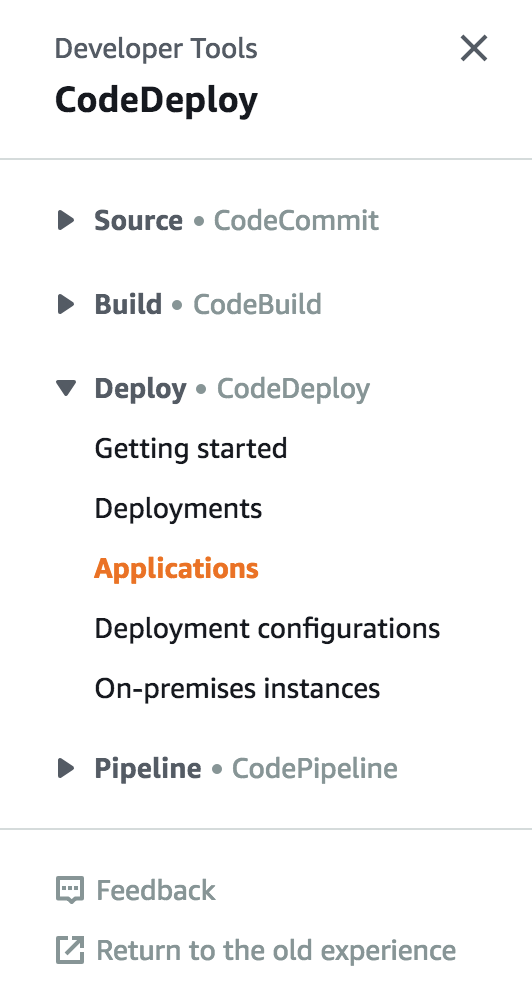 Developer Tools
CodeDeploy
Source • CodeCommit
Build • CodeBuild
Deploy • CodeDeploy
Getting started
Deployments
Applications
Deployment configurations
On-premises instances
Pipeline • CodePipeline
Feedback
Return to the old experience